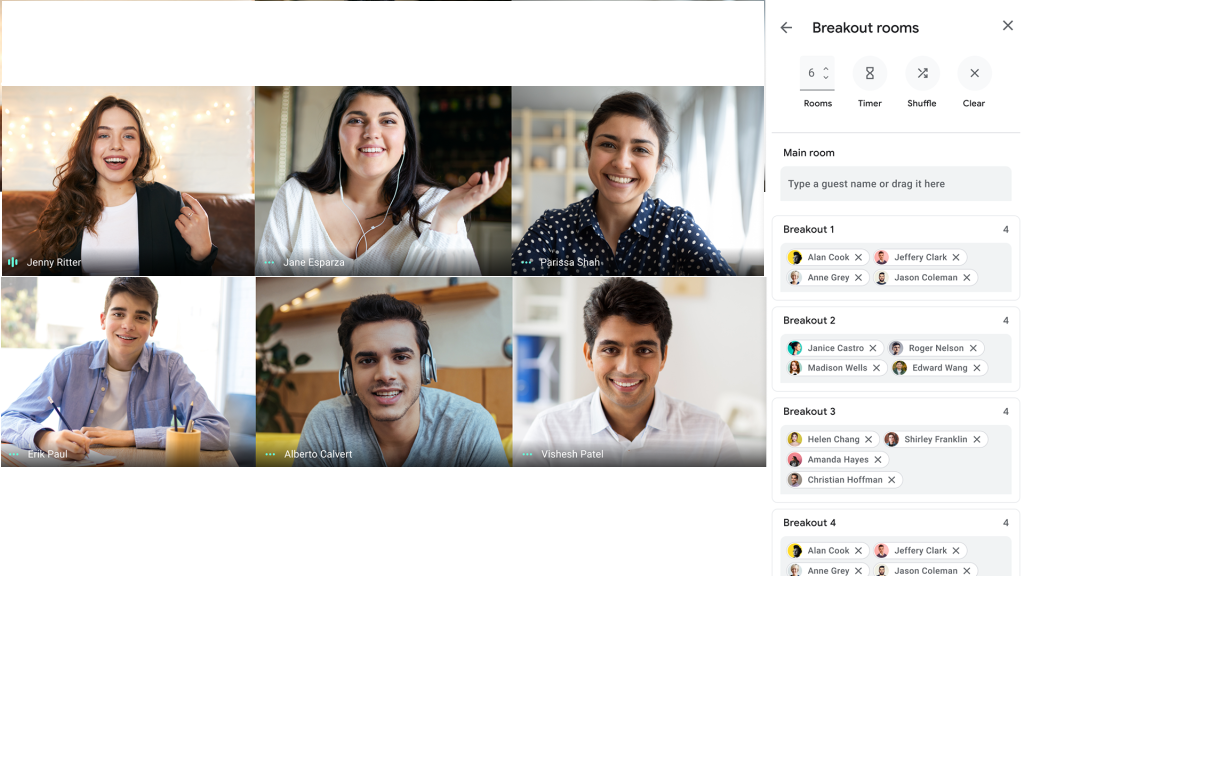 Breakout rooms
6
Rooms Timer Shuffle Clear
Main room
Type a guest name or drag it here
Breakout 1 4
Alan Cook Jeffery Clark
Anne Grey Jason Coleman
Breakout 2 4
Janice Castro Roger Nelson
Madison Wells Edward Wang
Breakout 3 4
Helen Chang Shirley Franklin
Amanda Hayes
Christian Hoffman
Breakout 4 4
Alan Cook Jeffery Clark
Anne Grey Jason Coleman
Jenny Ritter Jane Esparza Parissa Shah
Erik Paul Alberto Calvert Vishesh Patel